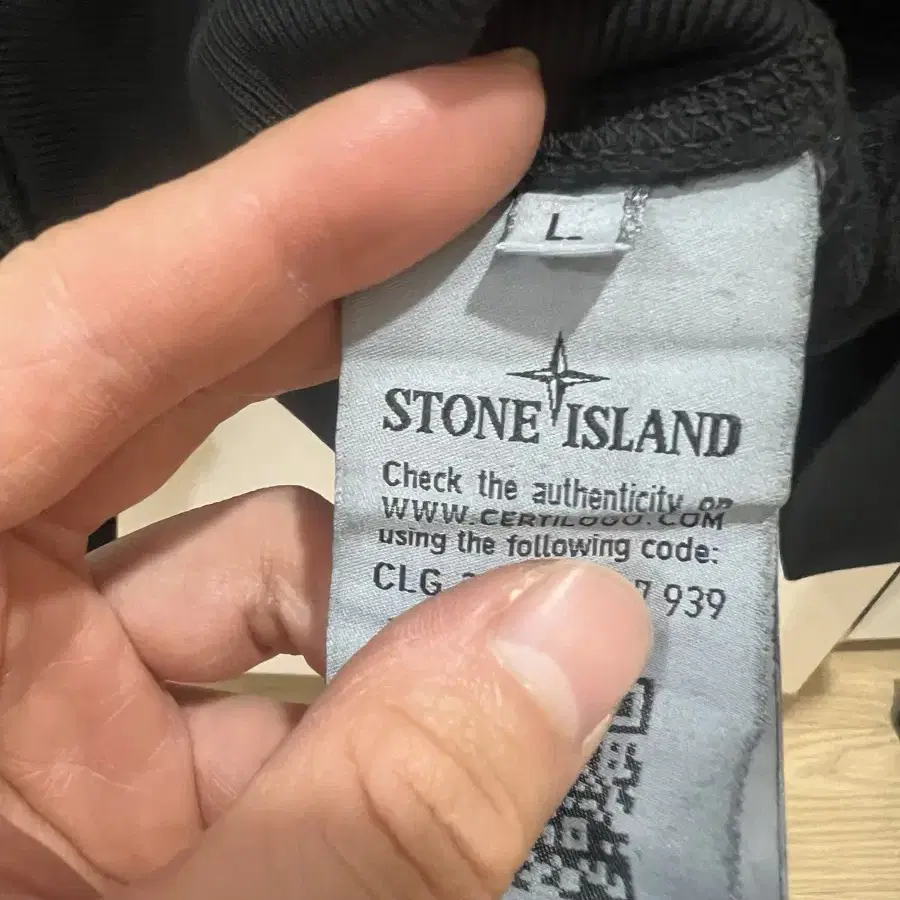 L
STONE ISLAND
Check the authenticity on
WWW.CERTILOGO.COM
using the following code:
CLG 939